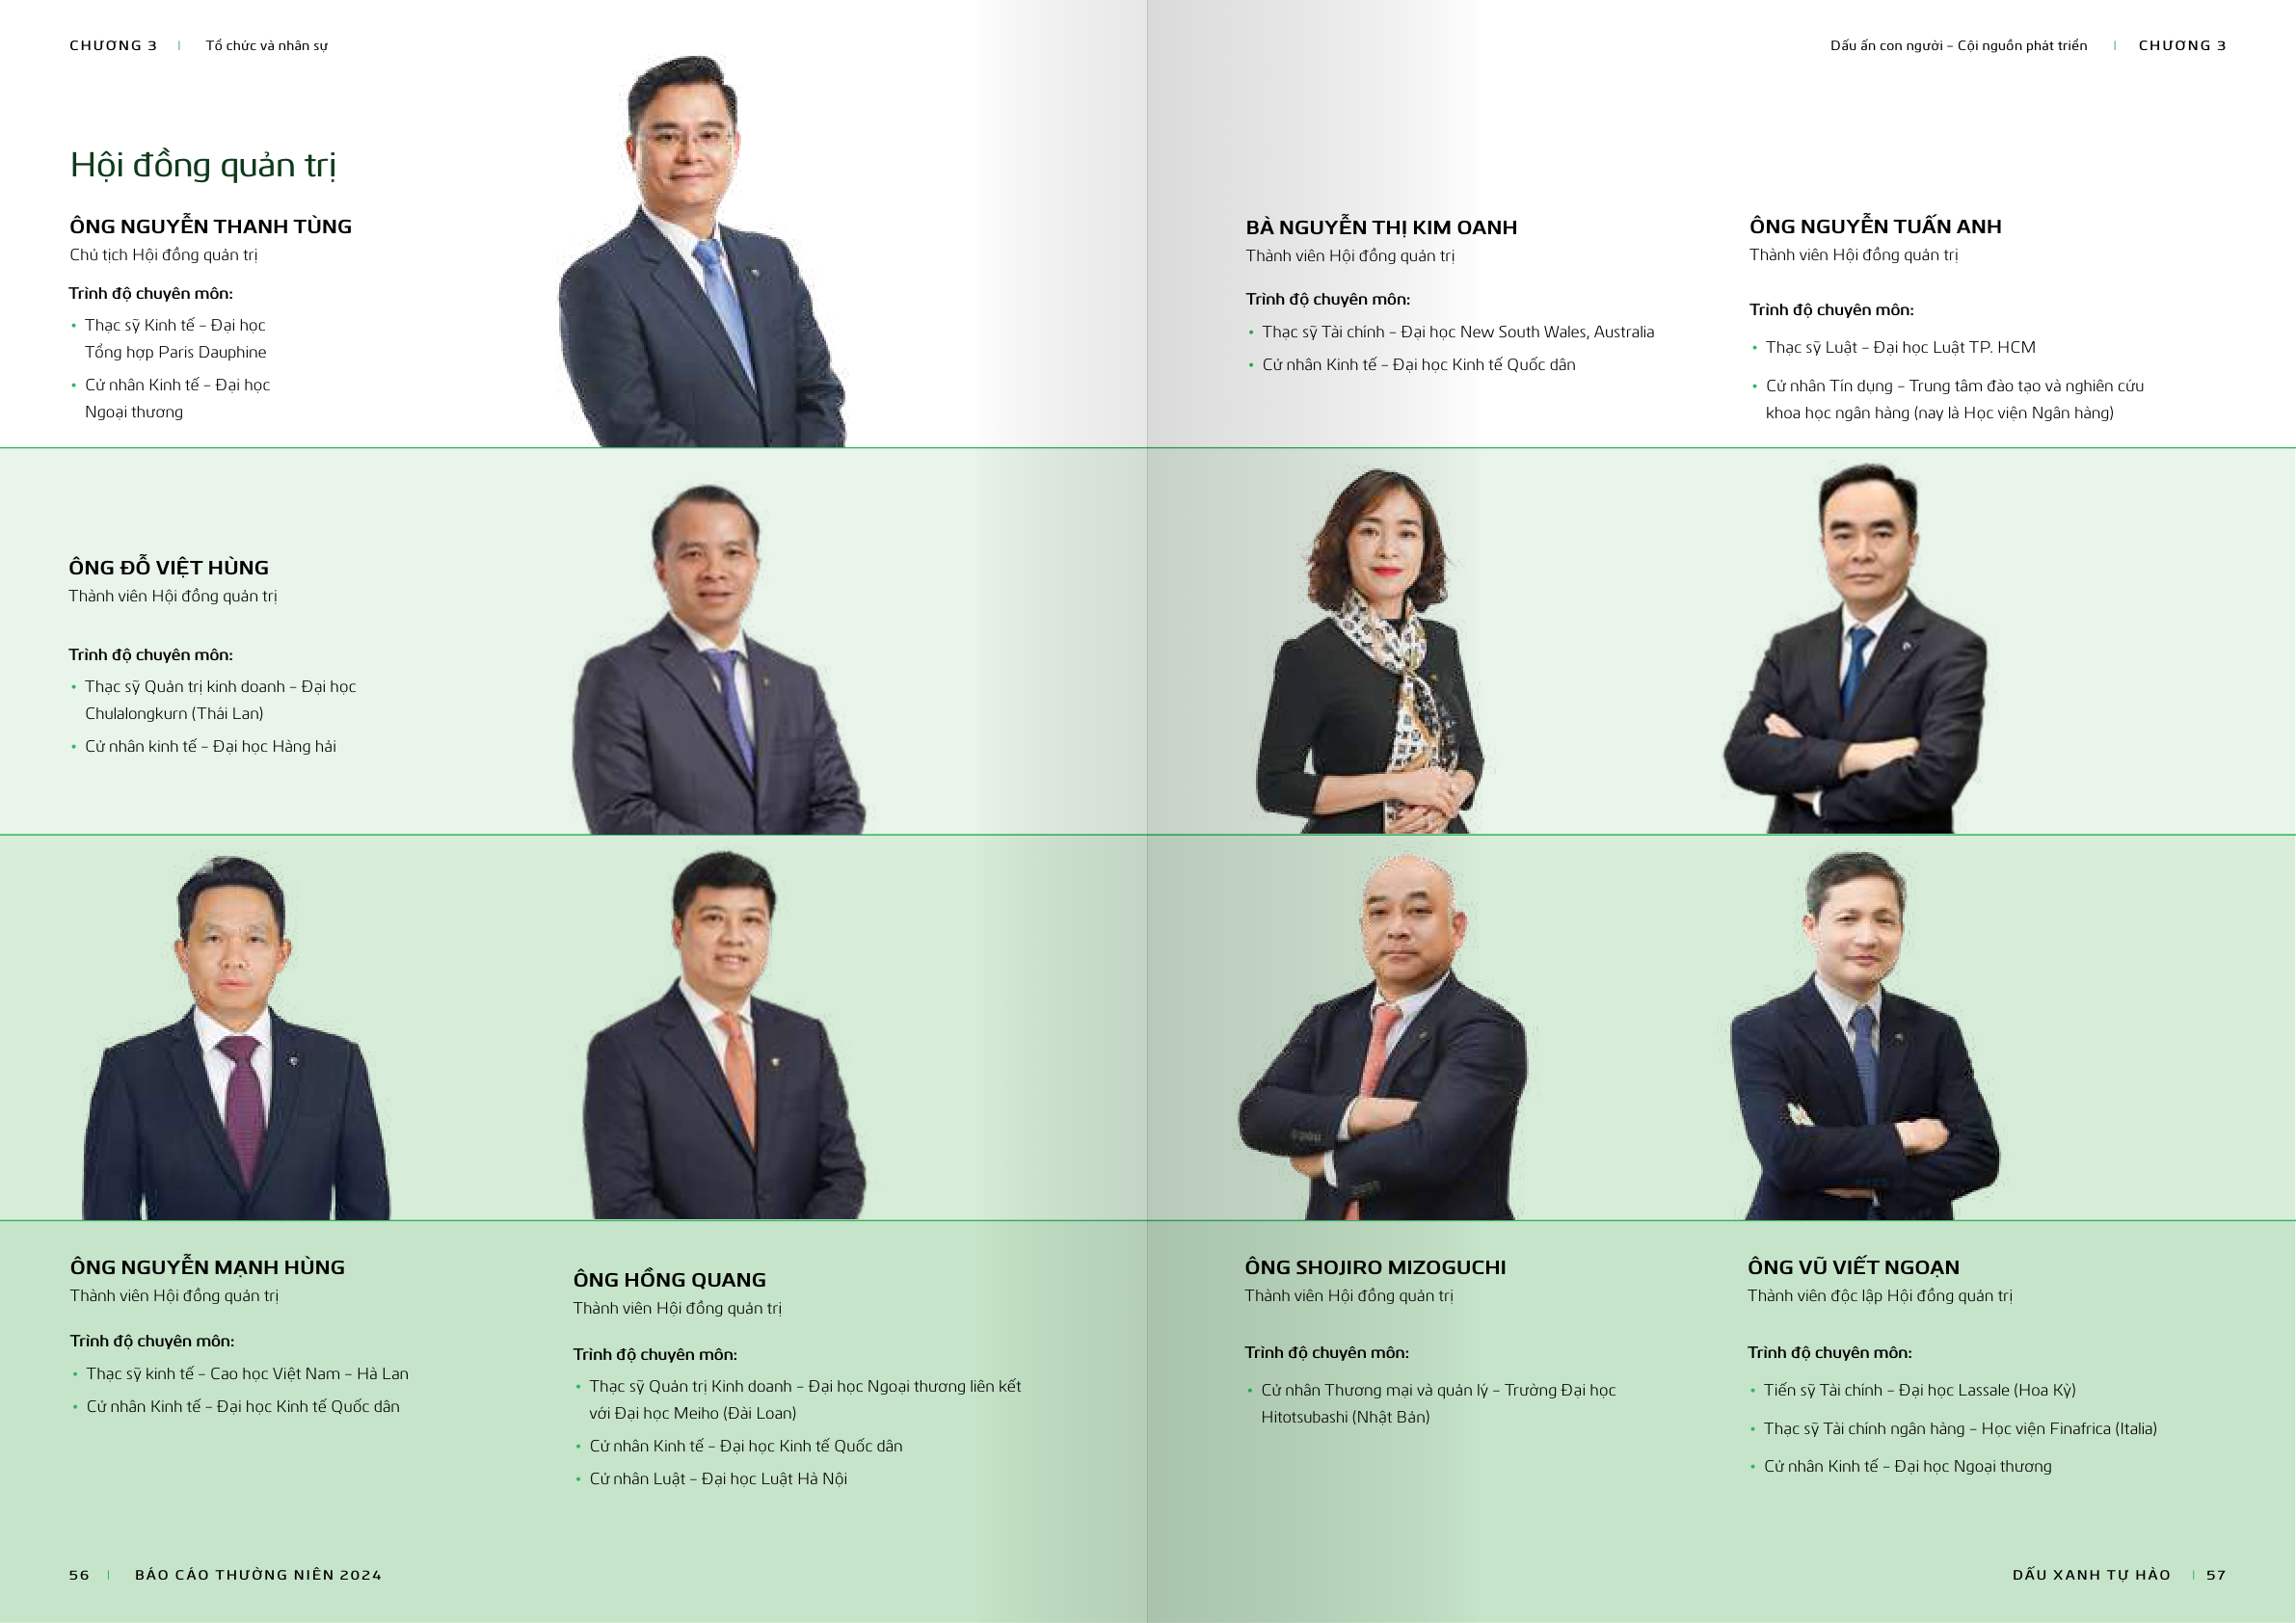 CHƯƠNG 3 | Tổ chức và nhân sự
Hội đồng quản trị
ÔNG NGUYỄN THANH TÙNG
Chủ tịch Hội đồng quản trị
Trình độ chuyên môn:
• Thạc sỹ Kinh tế – Đại học
Tổng hợp Paris Dauphine
• Cử nhân Kinh tế – Đại học
Ngoại thương
ÔNG ĐỖ VIỆT HÙNG
Thành viên Hội đồng quản trị
Trình độ chuyên môn:
• Thạc sỹ Quản trị kinh doanh – Đại học
Chulalongkurn (Thái Lan)
• Cử nhân kinh tế – Đại học Hàng hải
ÔNG NGUYỄN MẠNH HÙNG
Thành viên Hội đồng quản trị
Trình độ chuyên môn:
• Thạc sỹ kinh tế – Cao học Việt Nam – Hà Lan
• Cử nhân Kinh tế – Đại học Kinh tế Quốc dân
ÔNG HỒNG QUANG
Thành viên Hội đồng quản trị
Trình độ chuyên môn:
• Thạc sỹ Quản trị Kinh doanh – Đại học Ngoại thương liên kết
với Đại học Meiho (Đài Loan)
• Cử nhân Kinh tế – Đại học Kinh tế Quốc dân
• Cử nhân Luật – Đại học Luật Hà Nội
56 | BÁO CÁO THƯỜNG NIÊN 2024
Dấu ấn con người – Cội nguồn phát triển | CHƯƠNG 3
BÀ NGUYỄN THỊ KIM OANH
Thành viên Hội đồng quản trị
Trình độ chuyên môn:
• Thạc sỹ Tài chính – Đại học New South Wales, Australia
• Cử nhân Kinh tế – Đại học Kinh tế Quốc dân
ÔNG NGUYỄN TUẤN ANH
Thành viên Hội đồng quản trị
Trình độ chuyên môn:
• Thạc sỹ Luật – Đại học Luật TP. HCM
• Cử nhân Tín dụng – Trung tâm đào tạo và nghiên cứu
khoa học ngân hàng (nay là Học viện Ngân hàng)
ÔNG SHOJIRO MIZOGUCHI
Thành viên Hội đồng quản trị
Trình độ chuyên môn:
• Cử nhân Thương mại và quản lý – Trường Đại học
Hitotsubashi (Nhật Bản)
ÔNG VŨ VIẾT NGOẠN
Thành viên độc lập Hội đồng quản trị
Trình độ chuyên môn:
• Tiến sỹ Tài chính – Đại học Lassale (Hoa Kỳ)
• Thạc sỹ Tài chính ngân hàng – Học viện Finafrica (Italia)
• Cử nhân Kinh tế – Đại học Ngoại thương
DẤU XANH TỰ HÀO | 57